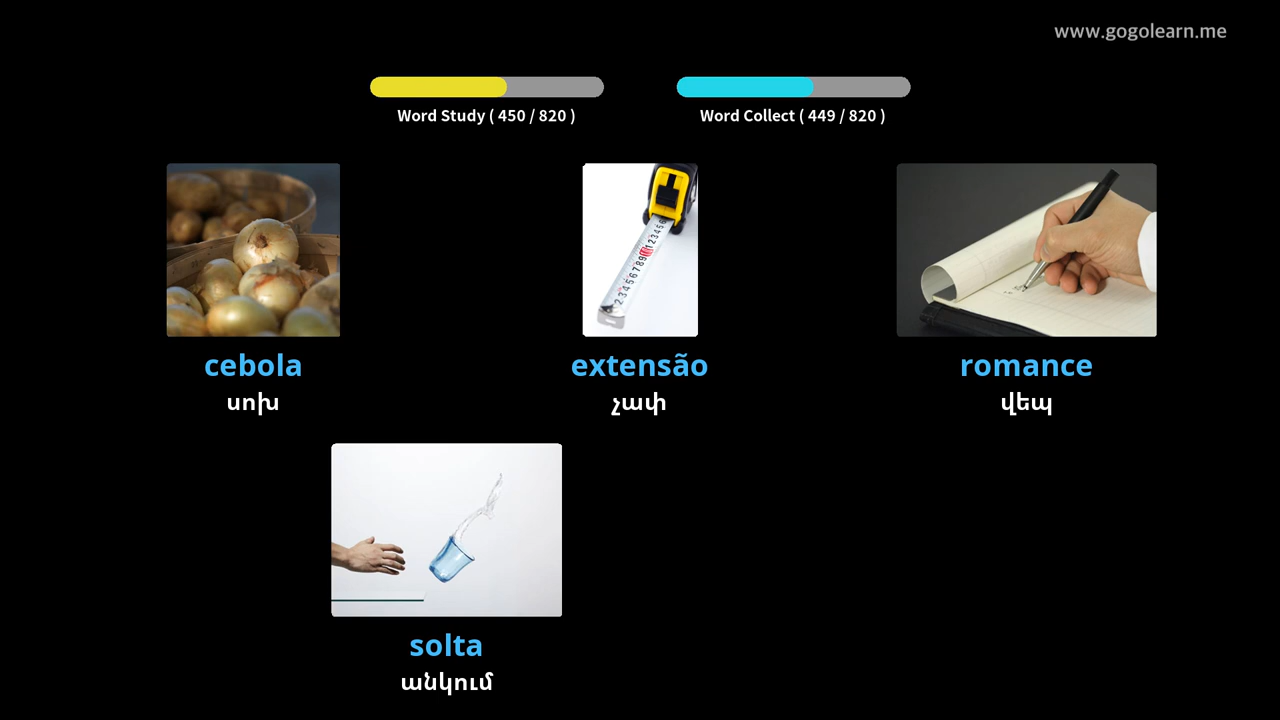 www.gogolearn.me
Word Study ( 450 / 820 )
Word Collect ( 449 / 820 )
cebola
սոխ
extensão
չափ
romance
վեպ
solta
անկում